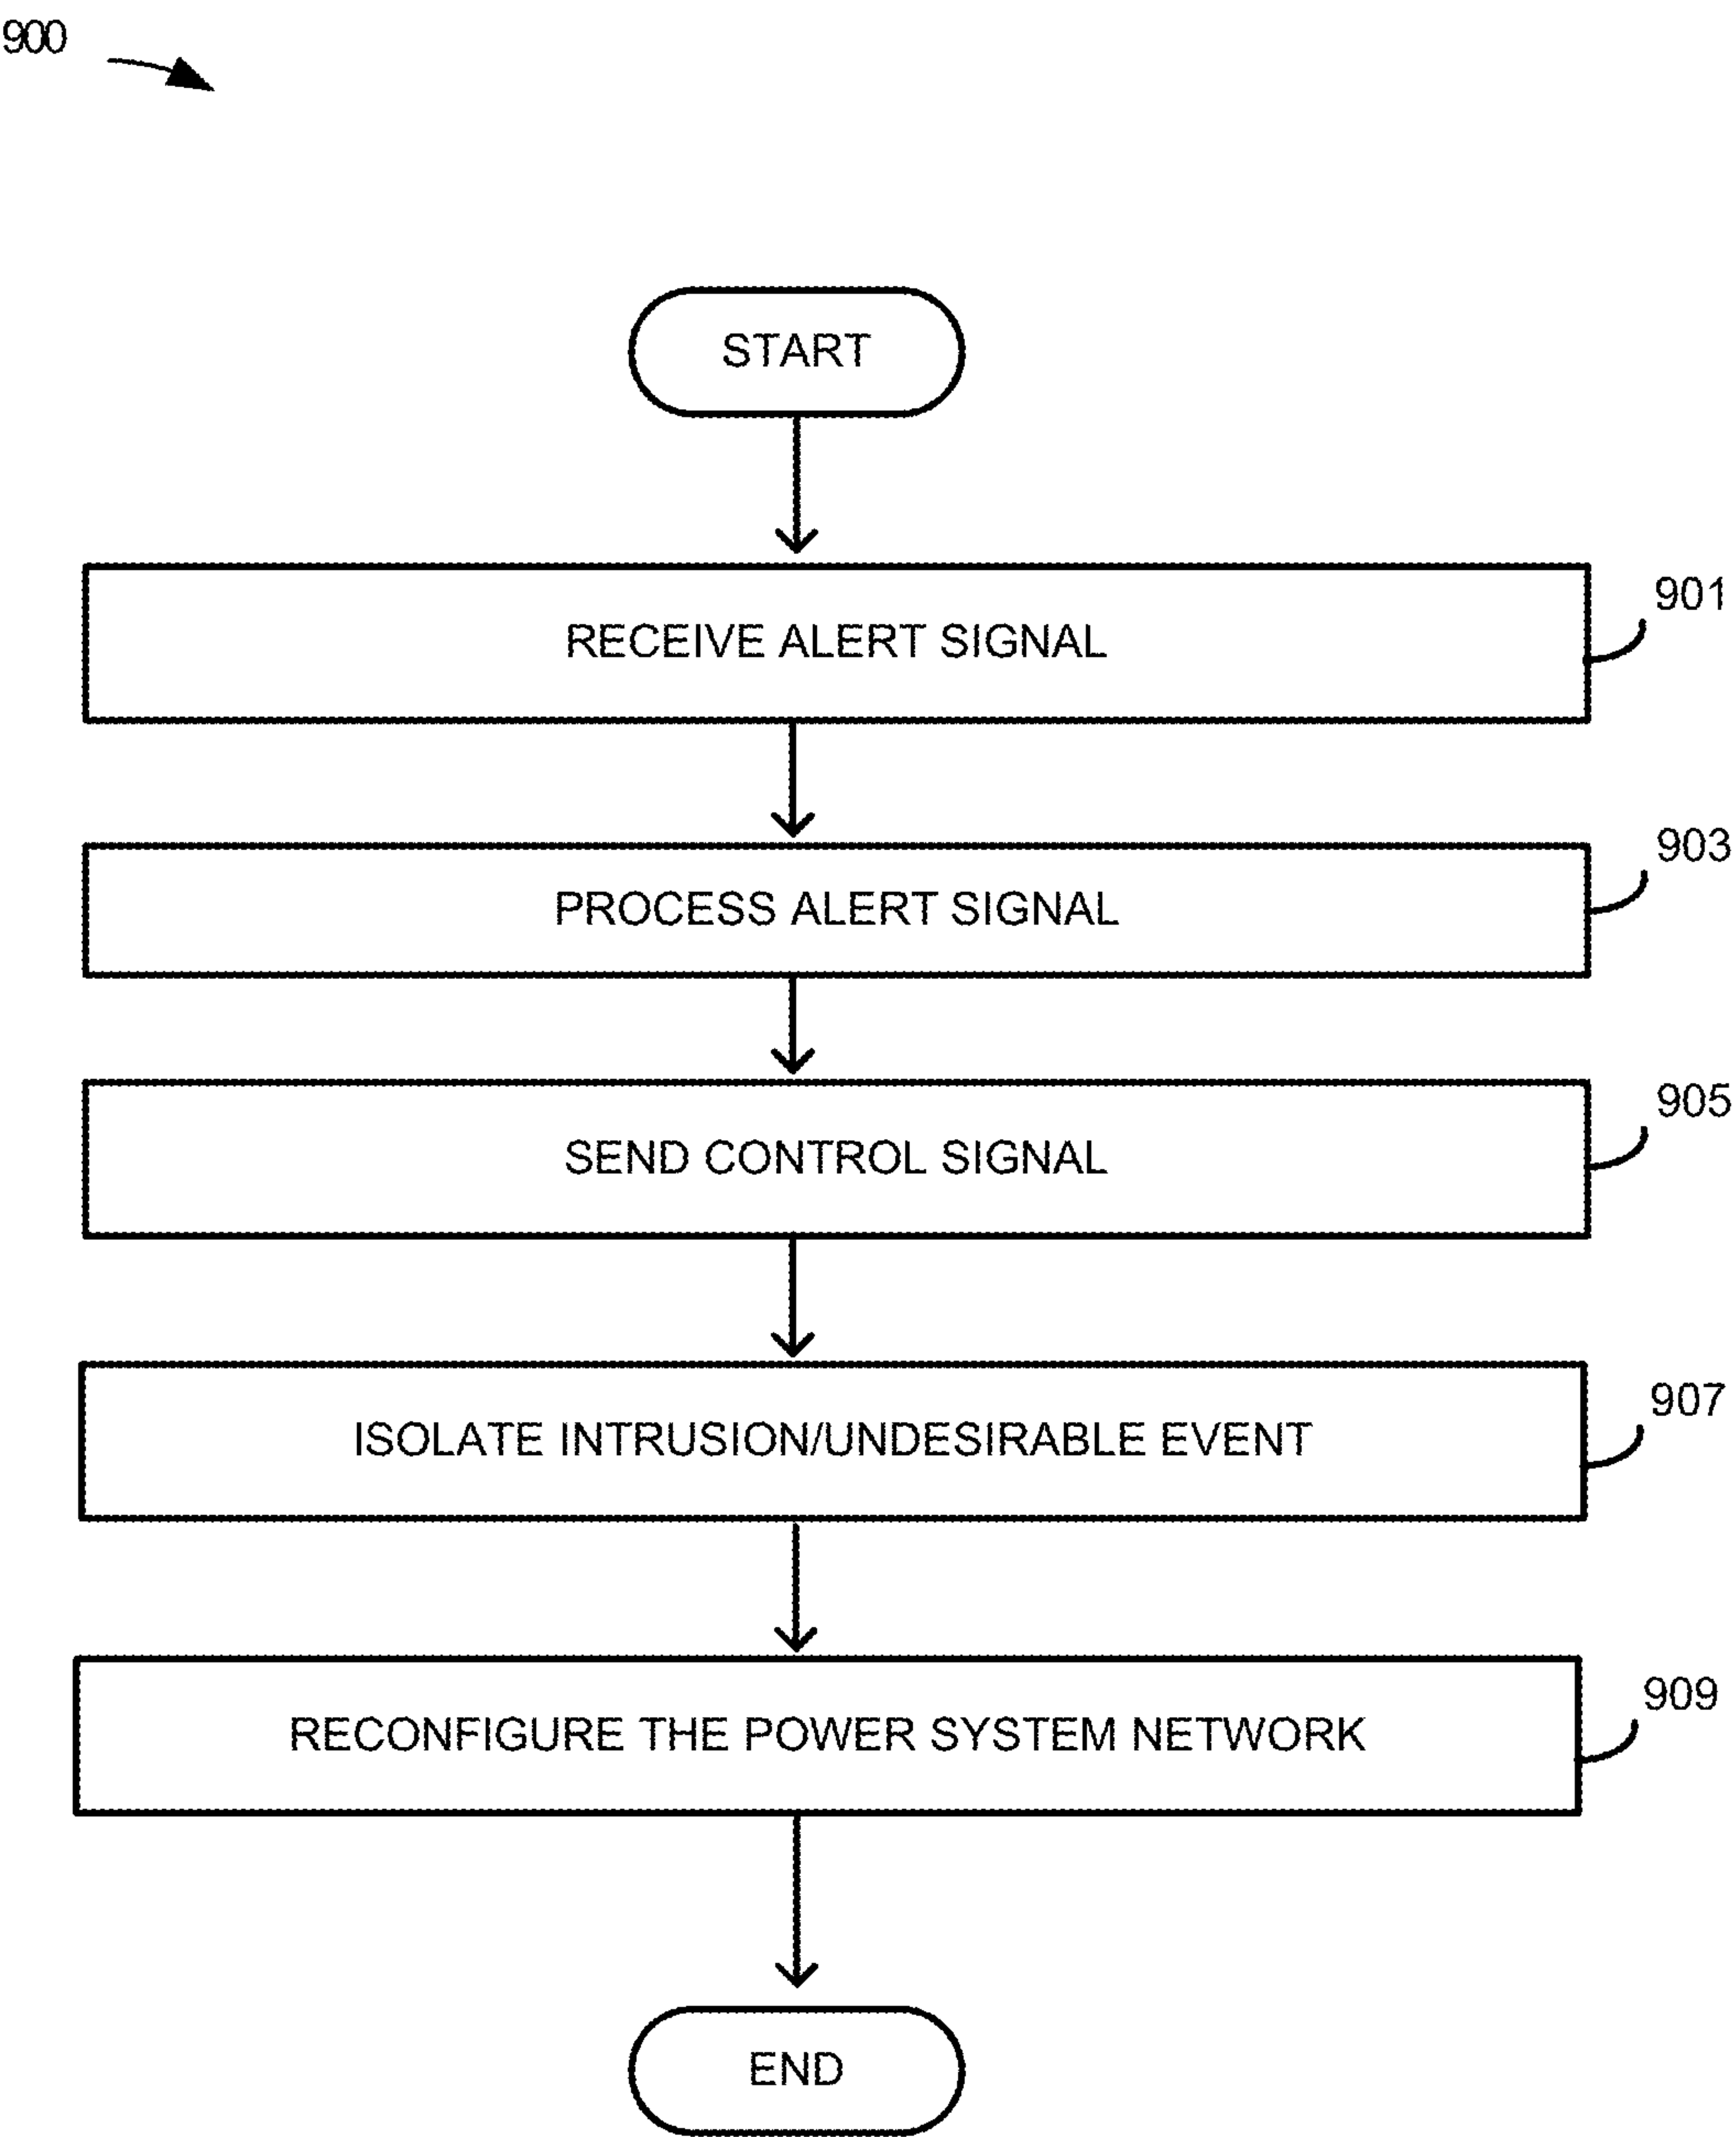 900
START
901
RECEIVE ALERT SIGNAL
903
PROCESS ALERT SIGNAL
905
SEND CONTROL SIGNAL
907
ISOLATE INTRUSION/UNDESIRABLE EVENT
909
RECONFIGURE THE POWER SYSTEM NETWORK
END